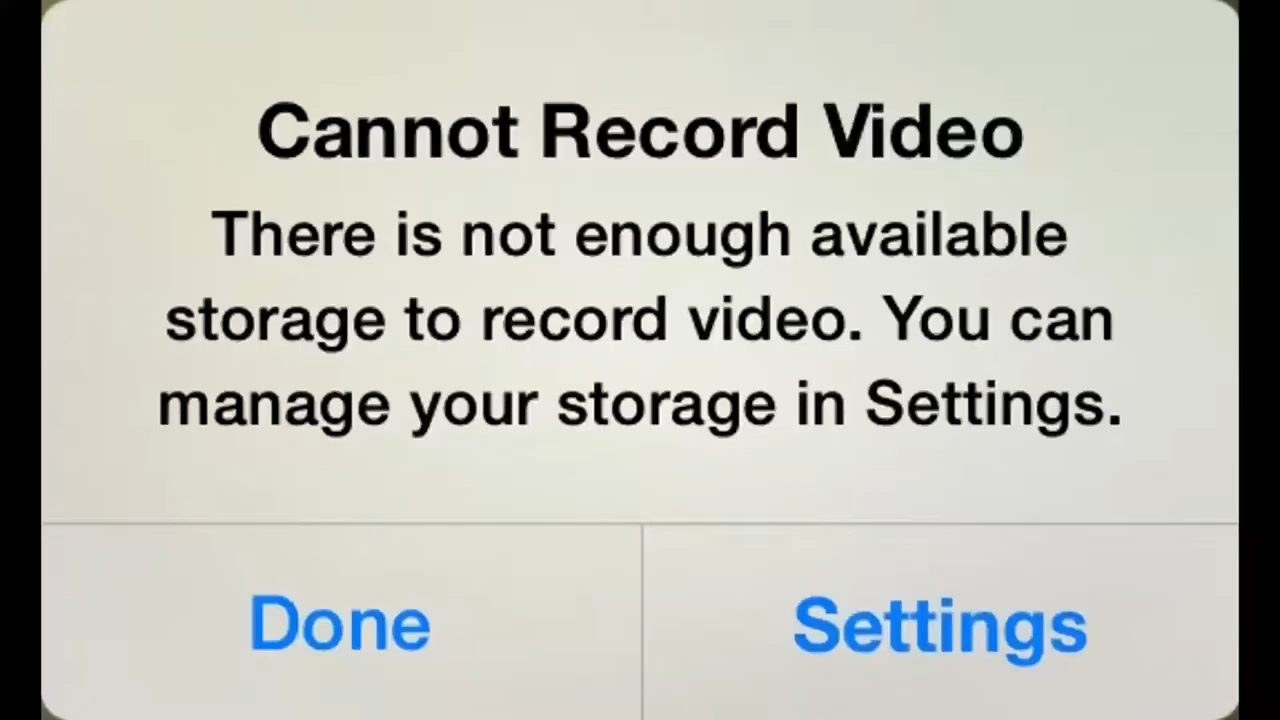 Cannot Record Video
There is not enough available
storage to record video. You can
manage your storage in Settings.
Done
Settings